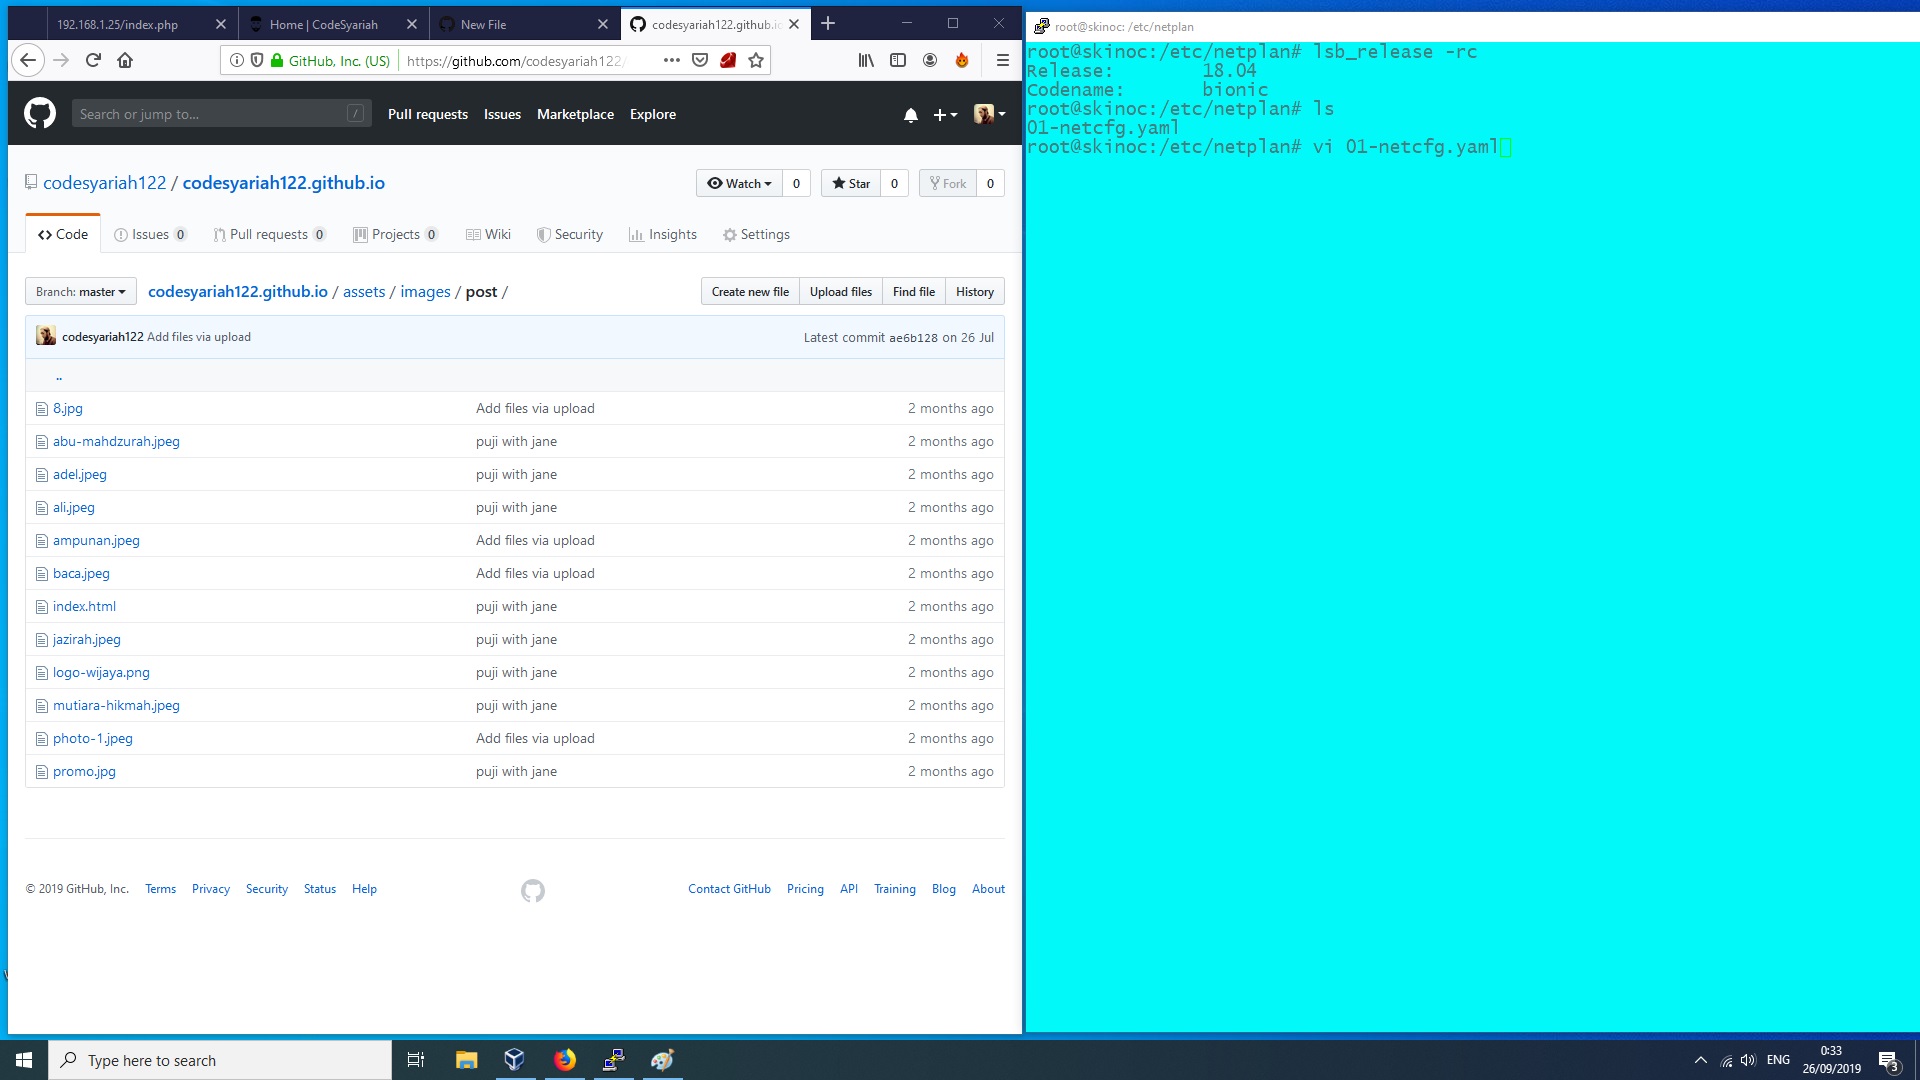 192.168.1.25/index.php
Home | CodeSyariah
New File
codesyariah122.github.io
GitHub, Inc. (US)
https://github.com/codesyariah122/
Search or jump to...
/
Pull requests
Issues
Marketplace
Explore
codesyariah122 / codesyariah122.github.io
Watch 0
Star 0
Fork 0
Code
Issues 0
Pull requests 0
Projects 0
Wiki
Security
Insights
Settings
Branch: master
codesyariah122.github.io / assets / images / post /
Create new file
Upload files
Find file
History
codesyariah122 Add files via upload
Latest commit ae6b128 on 26 Jul
..
8.jpg Add files via upload 2 months ago
abu-mahdzurah.jpeg puji with jane 2 months ago
adel.jpeg puji with jane 2 months ago
ali.jpeg puji with jane 2 months ago
ampunan.jpeg Add files via upload 2 months ago
baca.jpeg Add files via upload 2 months ago
index.html puji with jane 2 months ago
jazirah.jpeg puji with jane 2 months ago
logo-wijaya.png puji with jane 2 months ago
mutiara-hikmah.jpeg puji with jane 2 months ago
photo-1.jpeg Add files via upload 2 months ago
promo.jpg puji with jane 2 months ago
© 2019 GitHub, Inc.
Terms
Privacy
Security
Status
Help
Contact GitHub
Pricing
API
Training
Blog
About
root@skinoc: /etc/netplan
root@skinoc:/etc/netplan# lsb_release -rc
Release: 18.04
Codename: bionic
root@skinoc:/etc/netplan# ls
01-netcfg.yaml
root@skinoc:/etc/netplan# vi 01-netcfg.yaml
Type here to search
ENG
0:33
26/09/2019
3